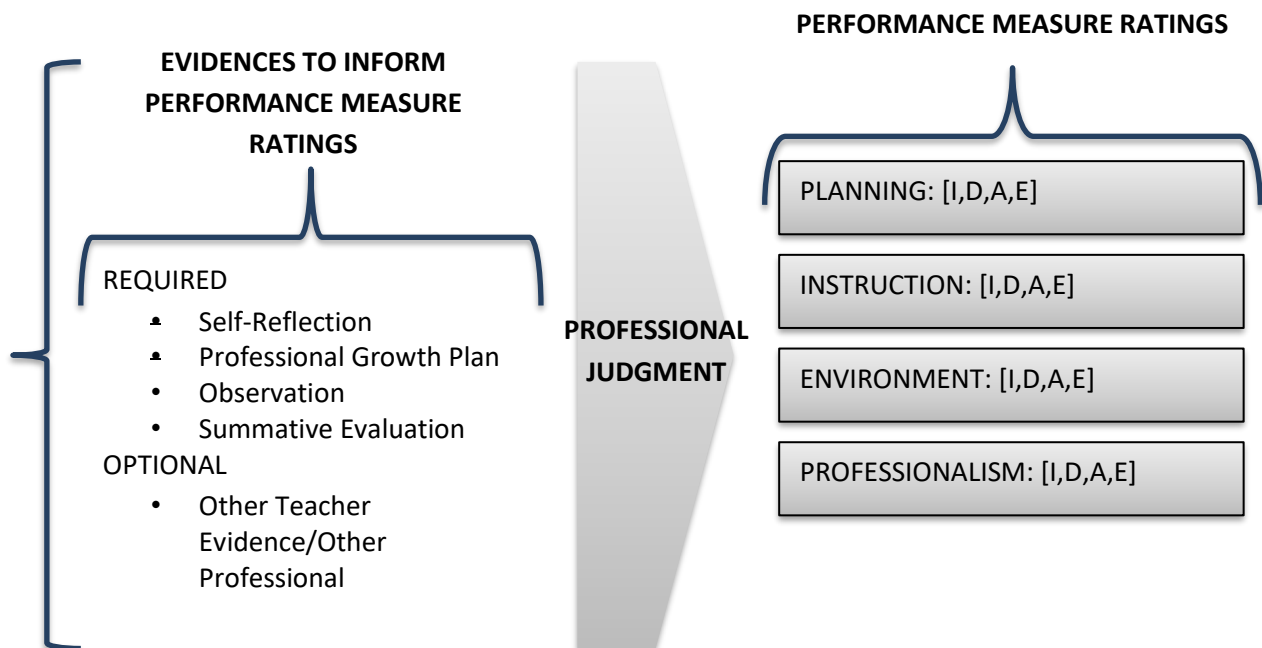 EVIDENCES TO INFORM
PERFORMANCE MEASURE
RATINGS
REQUIRED
• Self-Reflection
• Professional Growth Plan
• Observation
• Summative Evaluation
OPTIONAL
• Other Teacher
Evidence/Other
Professional
PROFESSIONAL
JUDGMENT
PERFORMANCE MEASURE RATINGS
PLANNING: [I,D,A,E]
INSTRUCTION: [I,D,A,E]
ENVIRONMENT: [I,D,A,E]
PROFESSIONALISM: [I,D,A,E]